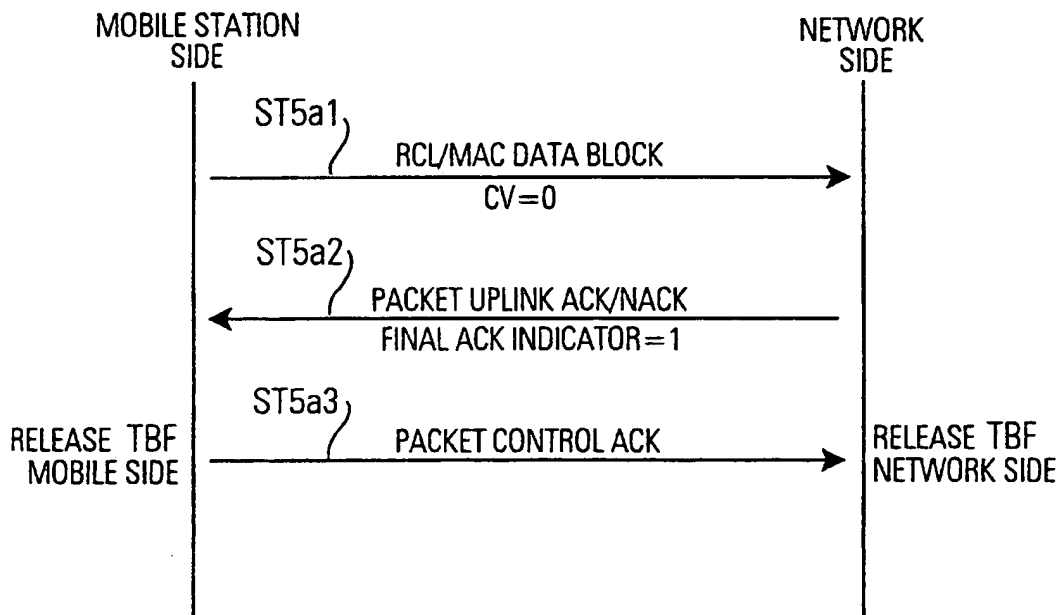 MOBILE STATION
SIDE
NETWORK
SIDE
ST5a1
RCL/MAC DATA BLOCK
CV=0
ST5a2
PACKET UPLINK ACK/NACK
FINAL ACK INDICATOR=1
ST5a3
PACKET CONTROL ACK
RELEASE TBF
MOBILE SIDE
RELEASE TBF
NETWORK SIDE